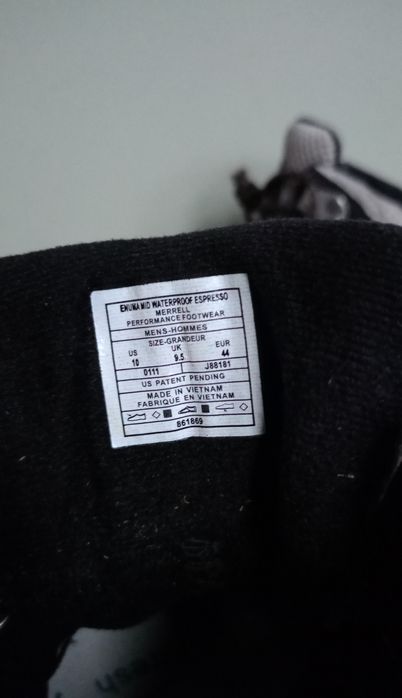 ENUMA MID WATERPROOF ESPRESSO
MERRELL
PERFORMANCE FOOTWEAR
MENS-HOMMES
SIZE-GRANDEUR
US UK EUR
10 9.5 44
0111 J88181
US PATENT PENDING
MADE IN VIETNAM
FABRIQUE EN VIETNAM
861869